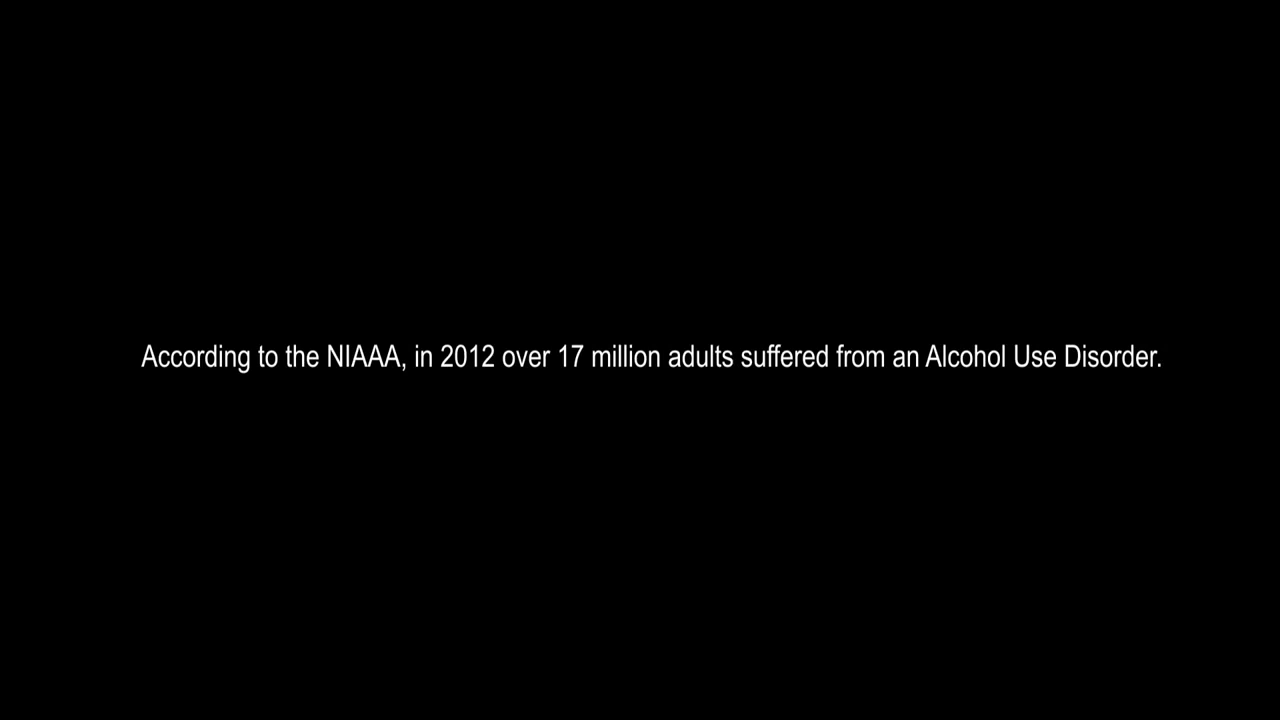 According to the NIAAA, in 2012 over 17 million adults suffered from an Alcohol Use Disorder.